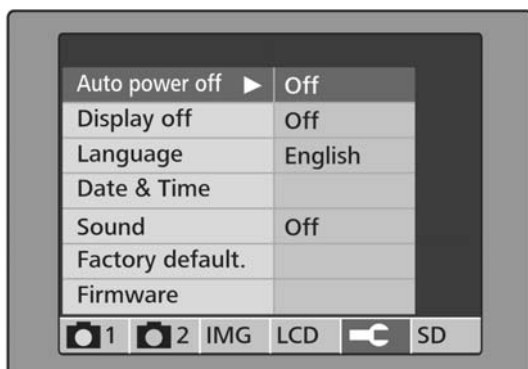 Auto power off ▶ Off
Display off Off
Language English
Date & Time
Sound Off
Factory default.
Firmware
1 2 IMG LCD SD